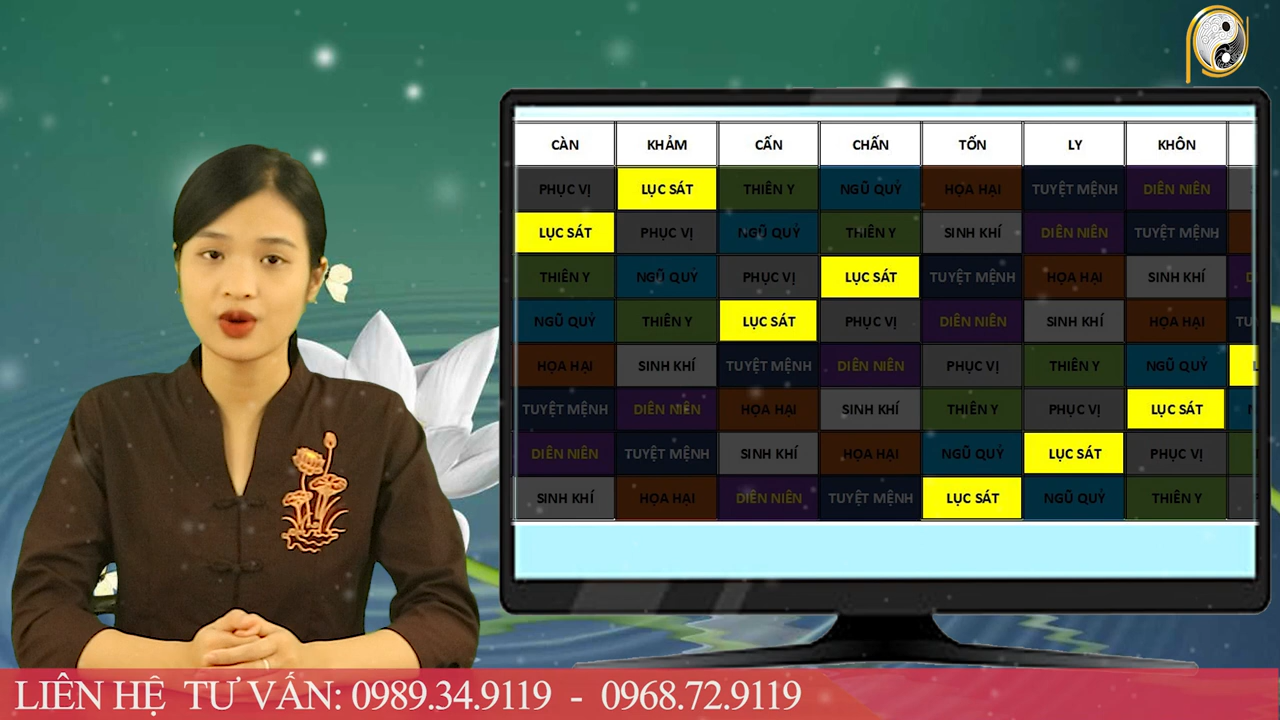 CÀN KHẢM CẤN CHẤN TỐN LY KHÔN
PHỤC VỊ LỤC SÁT THIÊN Y NGŨ QUỶ HỌA HẠI TUYỆT MỆNH DIÊN NIÊN
LỤC SÁT PHỤC VỊ NGŨ QUỶ THIÊN Y SINH KHÍ DIÊN NIÊN TUYỆT MỆNH
THIÊN Y NGŨ QUỶ PHỤC VỊ LỤC SÁT TUYỆT MỆNH HỌA HẠI SINH KHÍ
NGŨ QUỶ THIÊN Y LỤC SÁT PHỤC VỊ DIÊN NIÊN SINH KHÍ HỌA HẠI
HỌA HẠI SINH KHÍ TUYỆT MỆNH DIÊN NIÊN PHỤC VỊ THIÊN Y NGŨ QUỶ
TUYỆT MỆNH DIÊN NIÊN HỌA HẠI SINH KHÍ THIÊN Y PHỤC VỊ LỤC SÁT
DIÊN NIÊN TUYỆT MỆNH SINH KHÍ HỌA HẠI NGŨ QUỶ LỤC SÁT PHỤC VỊ
SINH KHÍ HỌA HẠI DIÊN NIÊN TUYỆT MỆNH LỤC SÁT NGŨ QUỶ THIÊN Y
LIÊN HỆ TƯ VẤN: 0989.34.9119 - 0968.72.9119